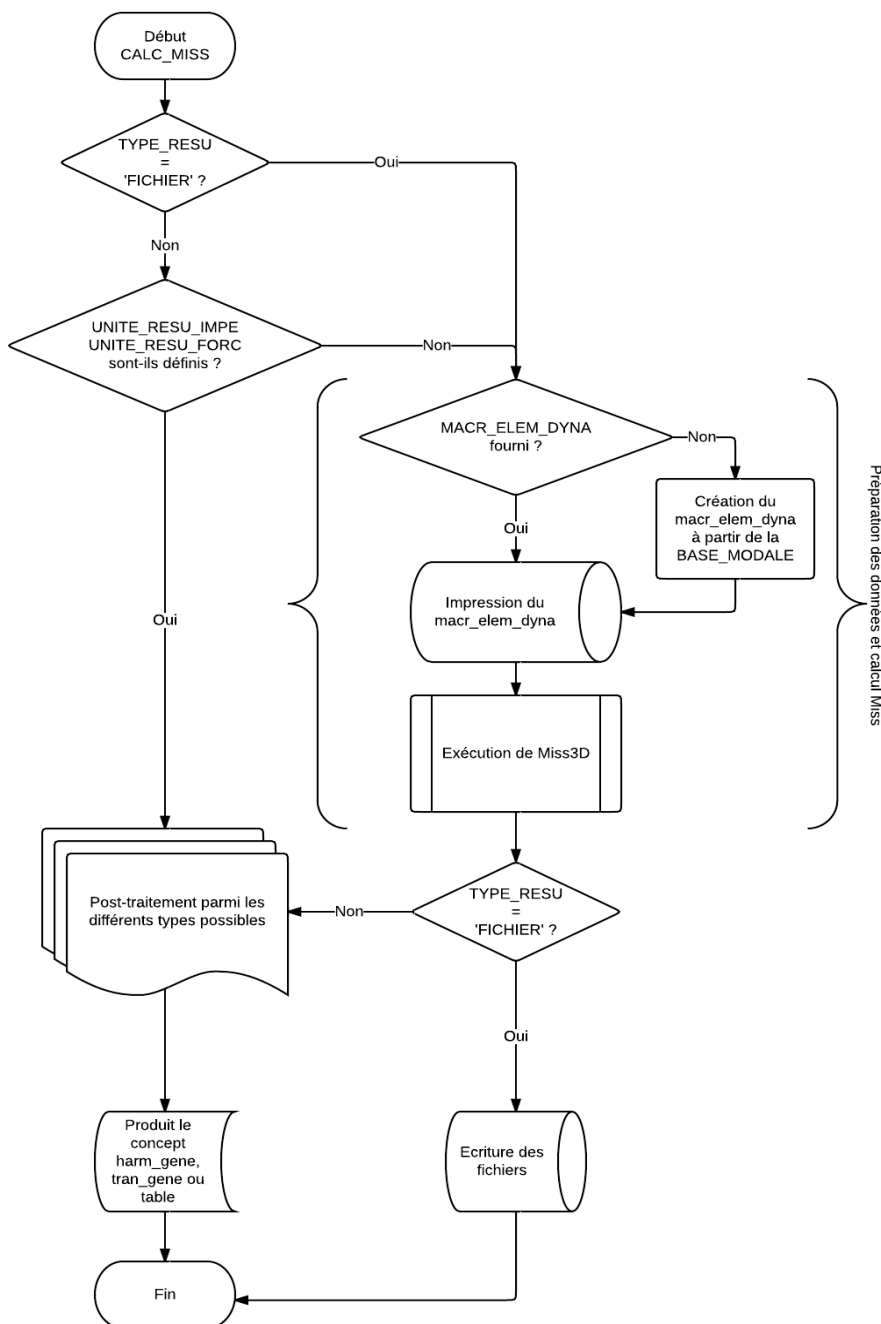 Début
CALC_MISS
TYPE_RESU
=
'FICHIER' ?
Oui
Non
UNITE_RESU_IMPE
UNITE_RESU_FORC
sont-ils définis ?
Non
MACR_ELEM_DYNA
fourni ?
Non
Création du
macr_elem_dyna
à partir de la
BASE_MODALE
Oui
Impression du
macr_elem_dyna
Oui
Exécution de Miss3D
Préparation des données et calcul Miss
TYPE_RESU
=
'FICHIER' ?
Non
Post-traitement parmi les
différents types possibles
Oui
Produit le
concept
harm_gene,
tran_gene ou
table
Ecriture des
fichiers
Fin